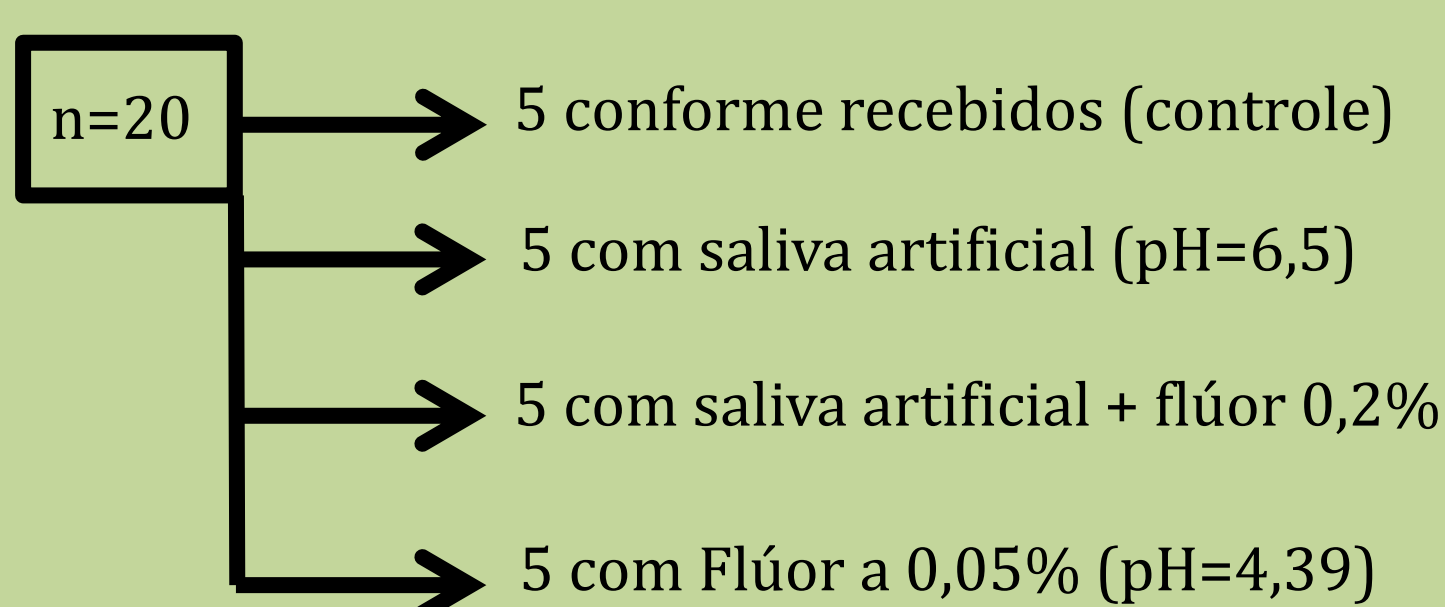 n=20
5 conforme recebidos (controle)
5 com saliva artificial (pH=6,5)
5 com saliva artificial + flúor 0,2%
5 com Flúor a 0,05% (pH=4,39)